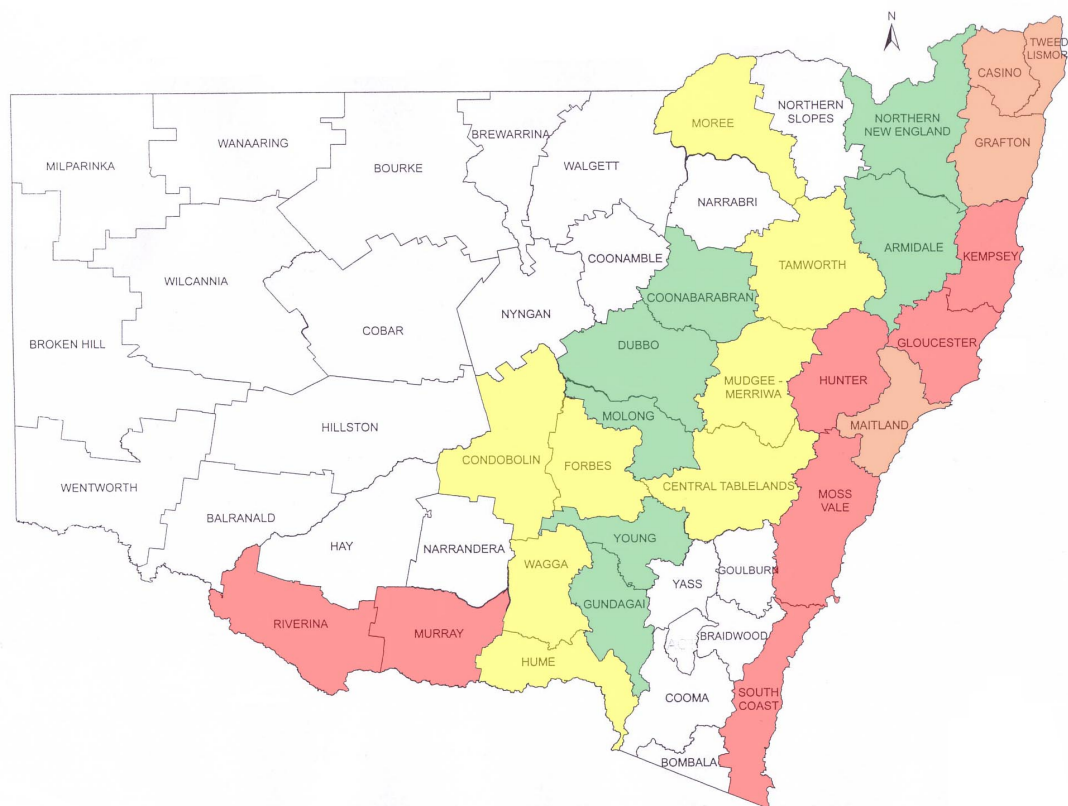 N
TWEED
LISMOR
CASINO
NORTHERN
SLOPES
NORTHERN
NEW ENGLAND
MOREE
GRAFTON
WANAARING
BREWARRINA
MILPARINKA
BOURKE
WALGETT
NARRABRI
ARMIDALE
KEMPSEY
WILCANNIA
COONAMBLE
TAMWORTH
COONABARABRAN
NYNGAN
COBAR
BROKEN HILL
DUBBO
GLOUCESTER
HUNTER
MUDGEE -
MERRIWA
MOLONG
HILLSTON
MAITLAND
CONDOBOLIN
FORBES
CENTRAL TABLELANDS
WENTWORTH
MOSS
VALE
BALRANALD
HAY
NARRANDERA
YOUNG
WAGGA
GOULBURN
YASS
GUNDAGAI
RIVERINA
MURRAY
BRAIDWOOD
ACT
HUME
COOMA
SOUTH
COAST
BOMBALA